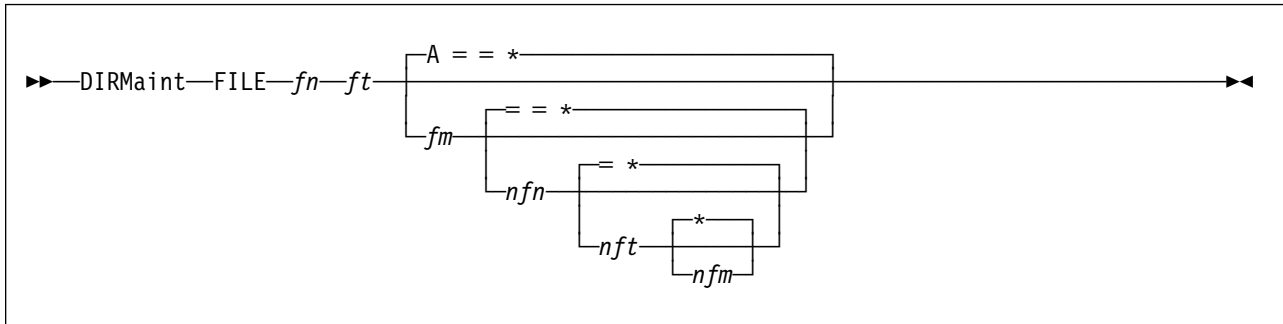 A = = *
DIRMaint FILE fn ft
= = *
fm
= *
nfn
*
nft
nfm